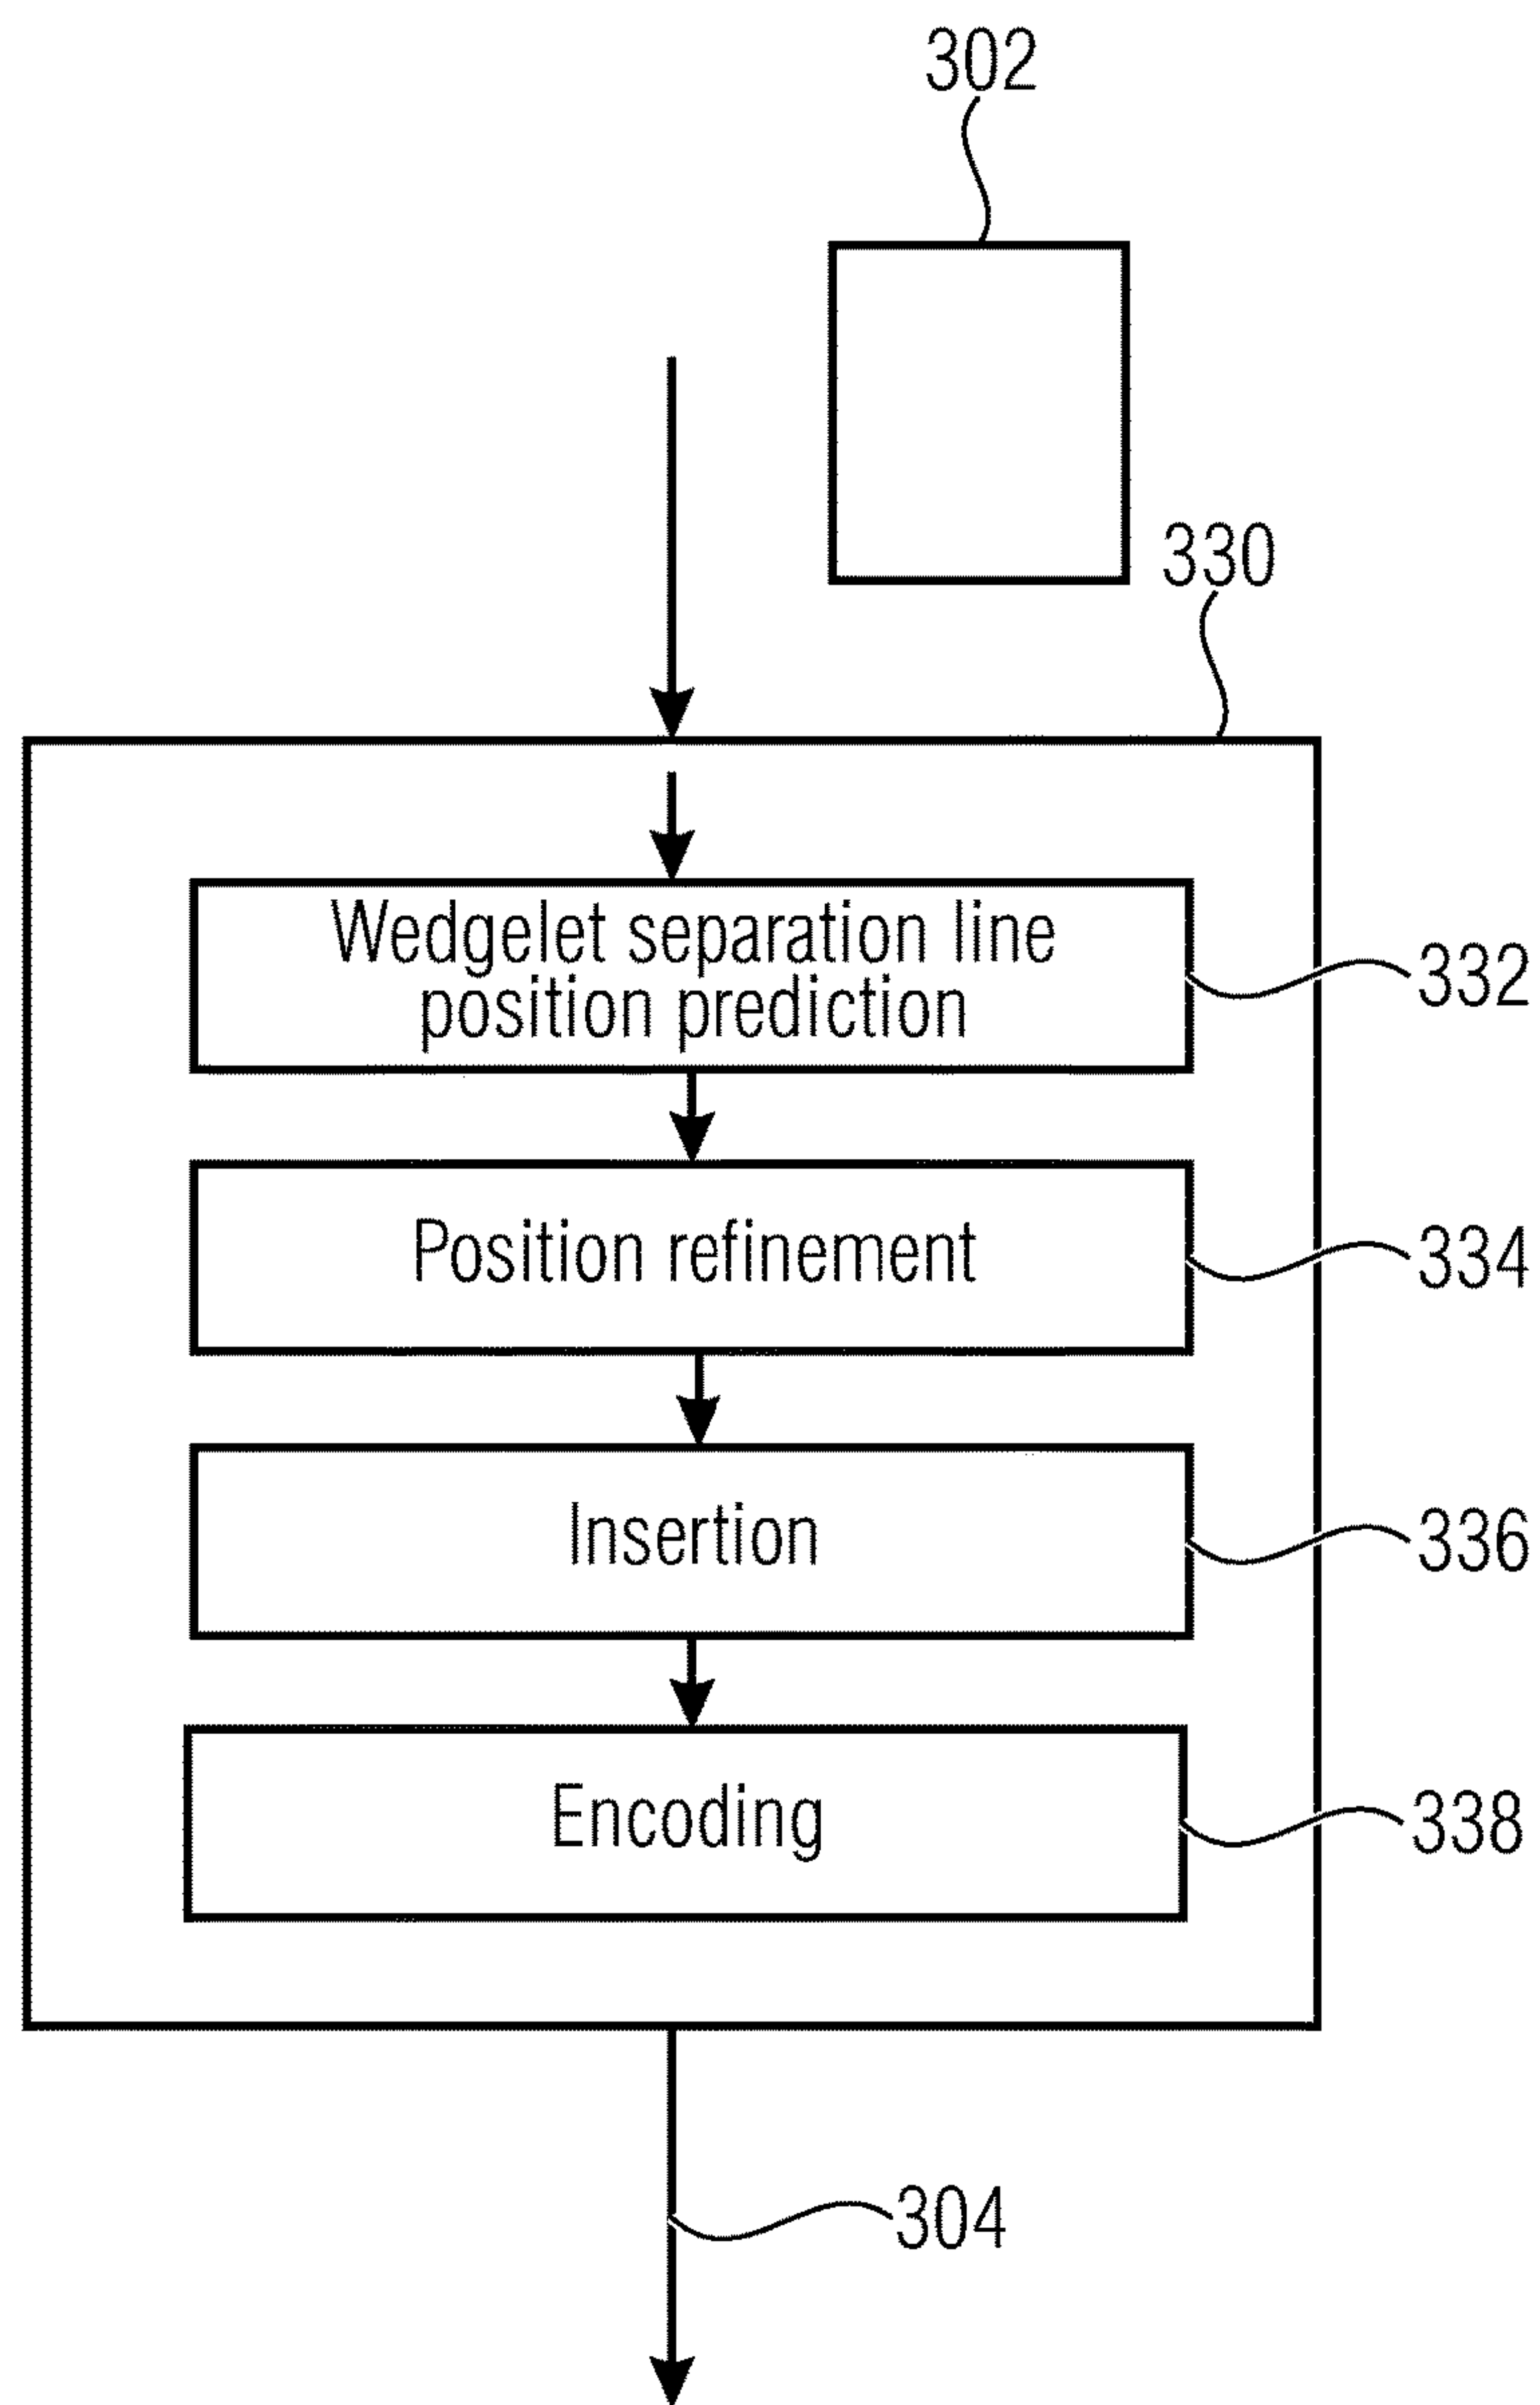 302
330
Wedgelet separation line
position prediction
332
Position refinement
334
Insertion
336
Encoding
338
304